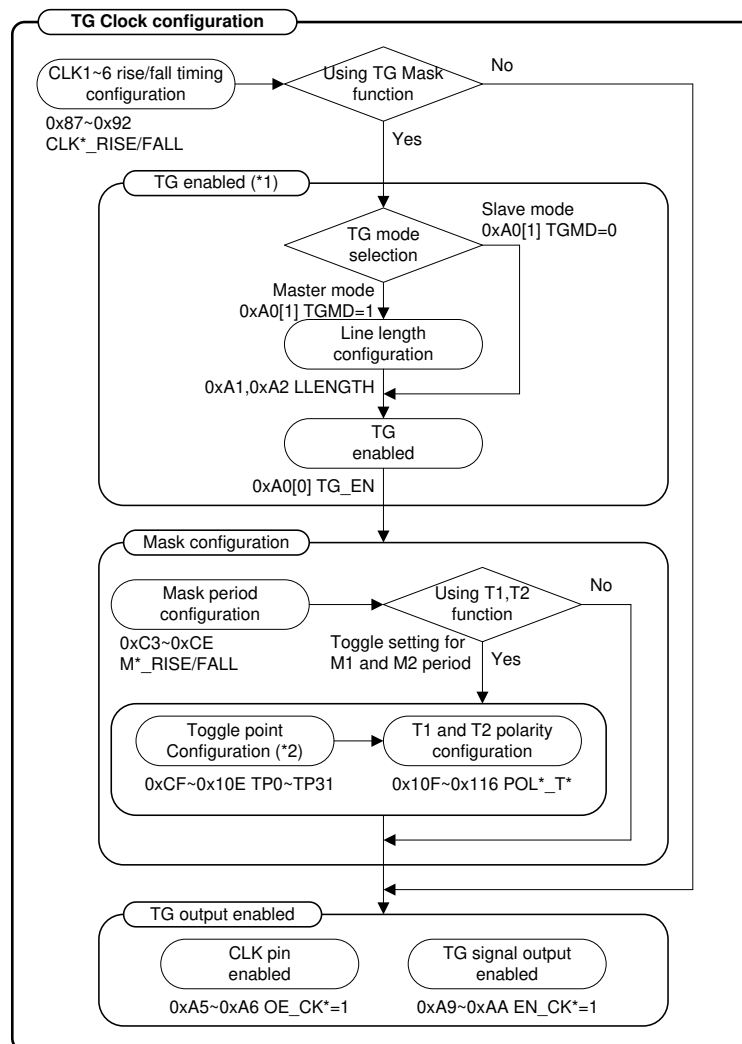 TG Clock configuration
CLK1~6 rise/fall timing
configuration
0x87~0x92
CLK*_RISE/FALL
Using TG Mask
function
No
Yes
TG enabled (*1)
TG mode
selection
Slave mode
0xA0[1] TGMD=0
Master mode
0xA0[1] TGMD=1
Line length
configuration
0xA1,0xA2 LLENGTH
TG
enabled
0xA0[0] TG_EN
Mask configuration
Mask period
configuration
0xC3~0xCE
M*_RISE/FALL
Using T1,T2
function
No
Toggle setting for
M1 and M2 period
Yes
Toggle point
Configuration (*2)
0xCF~0x10E TP0~TP31
T1 and T2 polarity
configuration
0x10F~0x116 POL*_T*
TG output enabled
CLK pin
enabled
0xA5~0xA6 OE_CK*=1
TG signal output
enabled
0xA9~0xAA EN_CK*=1